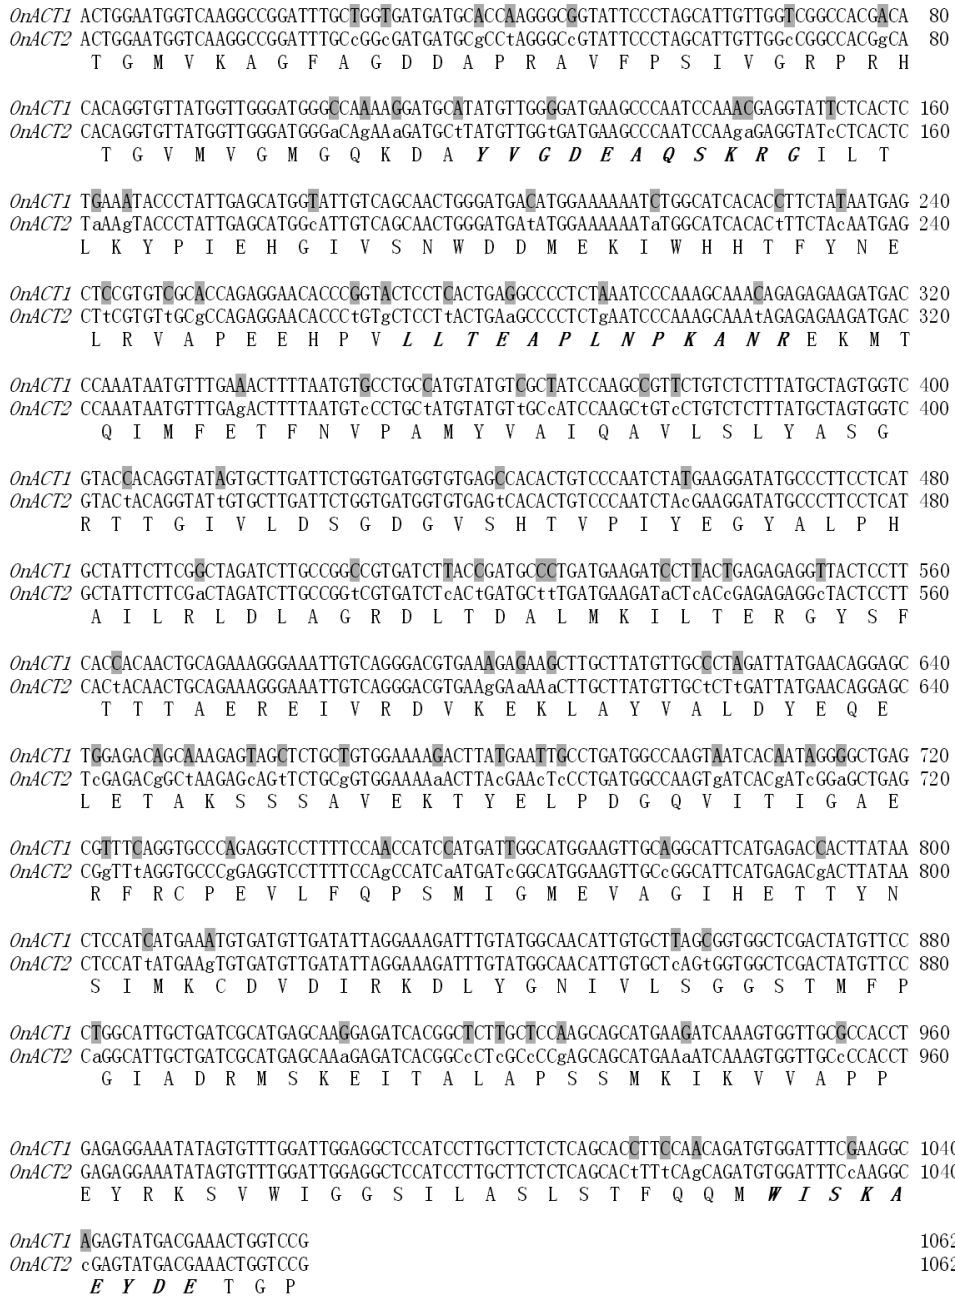 ACTGGAATGGTCAAGGCCGGATTTGCTGGTGATGATGCACCAAGGGCGGTATTCCCTAGCATTGTTGGTCGGCCACGACA 80
OnACT2 ACTGGAATGGTCAAGGCCGGATTTGCcGGcGATGATGCgCCtAGGGCcGTATTCCCTAGCATTGTTGGcCGGCCACGgCA 80
T G M V K A G F A G D D A P R A V F P S I V G R P R H
OnACT1 CACAGGTGTTATGGTTGGGATGGGCCAAAAGGATGCATATGTTGGGGATGAAGCCCAATCCAAACGAGGTATTCTCACTC 160
OnACT2 CACAGGTGTTATGGTTGGGATGGGaCAgAAaGATGCtTATGTTGGtGATGAAGCCCAATCCAAgaGAGGTATcCTCACTC 160
T G V M V G M G Q K D A Y V G D E A Q S K R G I L T
OnACT1 TGAAATACCCTATTGAGCATGGTATTGTCAGCAACTGGGATGACATGGAAAAAATCTGGCATCACACCTTCTATAATGAG 240
OnACT2 TaAAgTACCCTATTGAGCATGGcATTGTCAGCAACTGGGATGAtATGGAAAAAATaTGGCATCACACtTTCTAcAATGAG 240
L K Y P I E H G I V S N W D D M E K I W H H T F Y N E
OnACT1 CTCCGTGTCGCACCAGAGGAACACCCGGTACTCCTCACTGAGGCCCCTCTAAATCCCAAAGCAAACAGAGAGAAGATGAC 320
OnACT2 CTtCGTGTtGCgCCAGAGGAACACCCtGTgCTCCTtACTGAaGCCCCTCTgAATCCCAAAGCAAAtAGAGAGAAGATGAC 320
L R V A P E E H P V L L T E A P L N P K A N R E K M T
OnACT1 CCAAATAATGTTTGAAACTTTTAATGTGCCTGCCATGTATGTCGCTATCCAAGCCGTTCTGTCTCTTTATGCTAGTGGTC 400
OnACT2 CCAAATAATGTTTGAgACTTTTAATGTcCCTGCtATGTATGTtGCcATCCAAGCtGTcCTGTCTCTTTATGCTAGTGGTC 400
Q I M F E T F N V P A M Y V A I Q A V L S L Y A S G
OnACT1 GTACCACAGGTATAGTGCTTGATTCTGGTGATGGTGTGAGCCACACTGTCCCAATCTATGAAGGATATGCCCTTCCTCAT 480
OnACT2 GTACtACAGGTATtGTGCTTGATTCTGGTGATGGTGTGAGtCACACTGTCCCAATCTAcGAAGGATATGCCCTTCCTCAT 480
R T T G I V L D S G D G V S H T V P I Y E G Y A L P H
OnACT1 GCTATTCTTCGGCTAGATCTTGCCGGCCGTGATCTTACCGATGCCCTGATGAAGATCCTTACTGAGAGAGGTTACTCCTT 560
OnACT2 GCTATTCTTCGaCTAGATCTTGCCGGtCGTGATCTcACtGATGCttTGATGAAGATaCTcACcGAGAGAGGcTACTCCTT 560
A I L R L D L A G R D L T D A L M K I L T E R G Y S F
OnACT1 CACCACAACTGCAGAAAGGGAAATTGTCAGGGACGTGAAAGAGAAGCTTGCTTATGTTGCCCTAGATTATGAACAGGAGC 640
OnACT2 CACtACAACTGCAGAAAGGGAAATTGTCAGGGACGTGAAgGAaAAaCTTGCTTATGTTGCtCTtGATTATGAACAGGAGC 640
T T T A E R E I V R D V K E K L A Y V A L D Y E Q E
OnACT1 TGGAGACAGCAAAGAGTAGCTCTGCTGTGGAAAAGACTTATGAATTGCCTGATGGCCAAGTAATCACAATAGGGGCTGAG 720
OnACT2 TcGAGACgGCtAAGAGcAGtTCTGCgGTGGAAAAaACTTAcGAAcTcCCTGATGGCCAAGTgATCACgATcGGaGCTGAG 720
L E T A K S S S A V E K T Y E L P D G Q V I T I G A E
OnACT1 CGTTTCAGGTGCCCAGAGGTCCTTTTCCAACCATCCATGATTGGCATGGAAGTTGCAGGCATTCATGAGACCACTTATAA 800
OnACT2 CGgTTtAGGTGCCCgGAGGTCCTTTTCCAgCCATCaATGATcGGCATGGAAGTTGCcGGCATTCATGAGACgACTTATAA 800
R F R C P E V L F Q P S M I G M E V A G I H E T T Y N
OnACT1 CTCCATCATGAAATGTGATGTTGATATTAGGAAAGATTTGTATGGCAACATTGTGCTTAGCGGTGGCTCGACTATGTTCC 880
OnACT2 CTCCATtATGAAgTGTGATGTTGATATTAGGAAAGATTTGTATGGCAACATTGTGCTcAGtGGTGGCTCGACTATGTTCC 880
S I M K C D V D I R K D L Y G N I V L S G G S T M F P
OnACT1 CTGGCATTGCTGATCGCATGAGCAAGGAGATCACGGCTCTTGCTCCAAGCAGCATGAAGATCAAAGTGGTTGCGCCACCT 960
OnACT2 CaGGCATTGCTGATCGCATGAGCAAaGAGATCACGGCcCTcGCcCCgAGCAGCATGAAaATCAAAGTGGTTGCcCCACCT 960
G I A D R M S K E I T A L A P S S M K I K V V A P P
OnACT1 GAGAGGAAATATAGTGTTTGGATTGGAGGCTCCATCCTTGCTTCTCTCAGCACCTTCCAACAGATGTGGATTTCGAAGGC 1040
OnACT2 GAGAGGAAATATAGTGTTTGGATTGGAGGCTCCATCCTTGCTTCTCTCAGCACtTTtCAgCAGATGTGGATTTCcAAGGC 1040
E Y R K S V W I G G S I L A S L S T F Q Q M W I S K A
OnACT1 AGAGTATGACGAAACTGGTCCG 1062
OnACT2 cGAGTATGACGAAACTGGTCCG 1062
E Y D E T G P